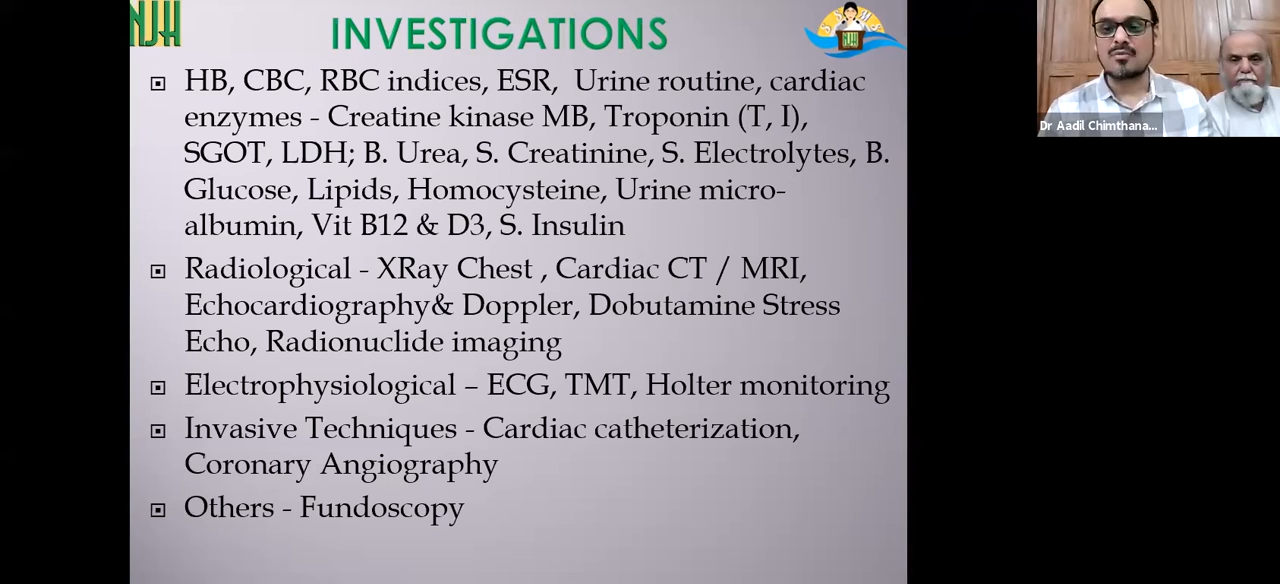 NJH
INVESTIGATIONS
HB, CBC, RBC indices, ESR, Urine routine, cardiac
enzymes - Creatine kinase MB, Troponin (T, I),
SGOT, LDH; B. Urea, S. Creatinine, S. Electrolytes, B.
Glucose, Lipids, Homocysteine, Urine micro-
albumin, Vit B12 & D3, S. Insulin
Radiological - XRay Chest , Cardiac CT / MRI,
Echocardiography& Doppler, Dobutamine Stress
Echo, Radionuclide imaging
Electrophysiological – ECG, TMT, Holter monitoring
Invasive Techniques - Cardiac catheterization,
Coronary Angiography
Others - Fundoscopy
Dr Aadil Chimthana...